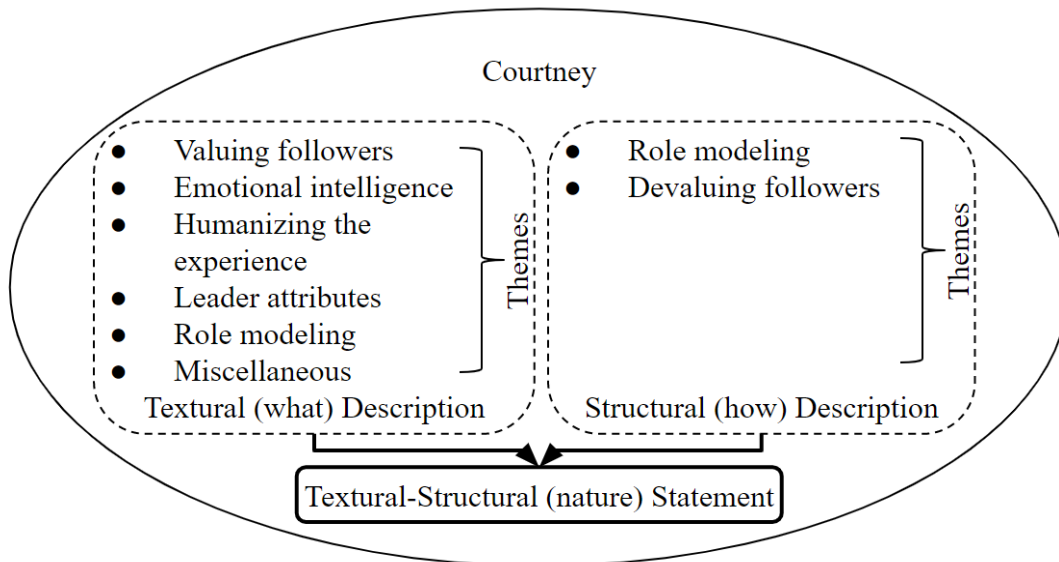 Courtney
● Valuing followers
● Emotional intelligence
● Humanizing the
experience
● Leader attributes
● Role modeling
● Miscellaneous
Themes
Textural (what) Description
● Role modeling
● Devaluing followers
Themes
Structural (how) Description
Textural-Structural (nature) Statement